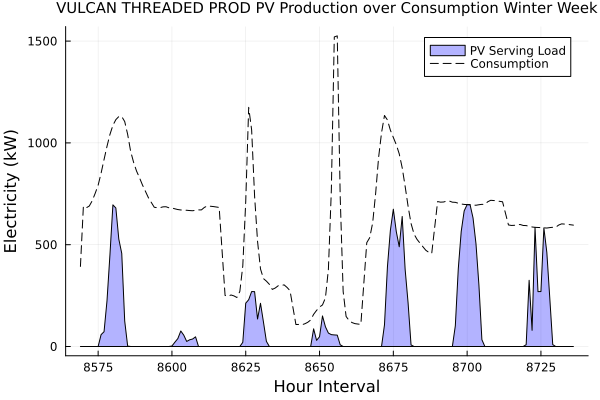 VULCAN THREADED PROD PV Production over Consumption Winter Week
1500
1000
500
0
Electricity (kW)
PV Serving Load
Consumption
8575 8600 8625 8650 8675 8700 8725
Hour Interval